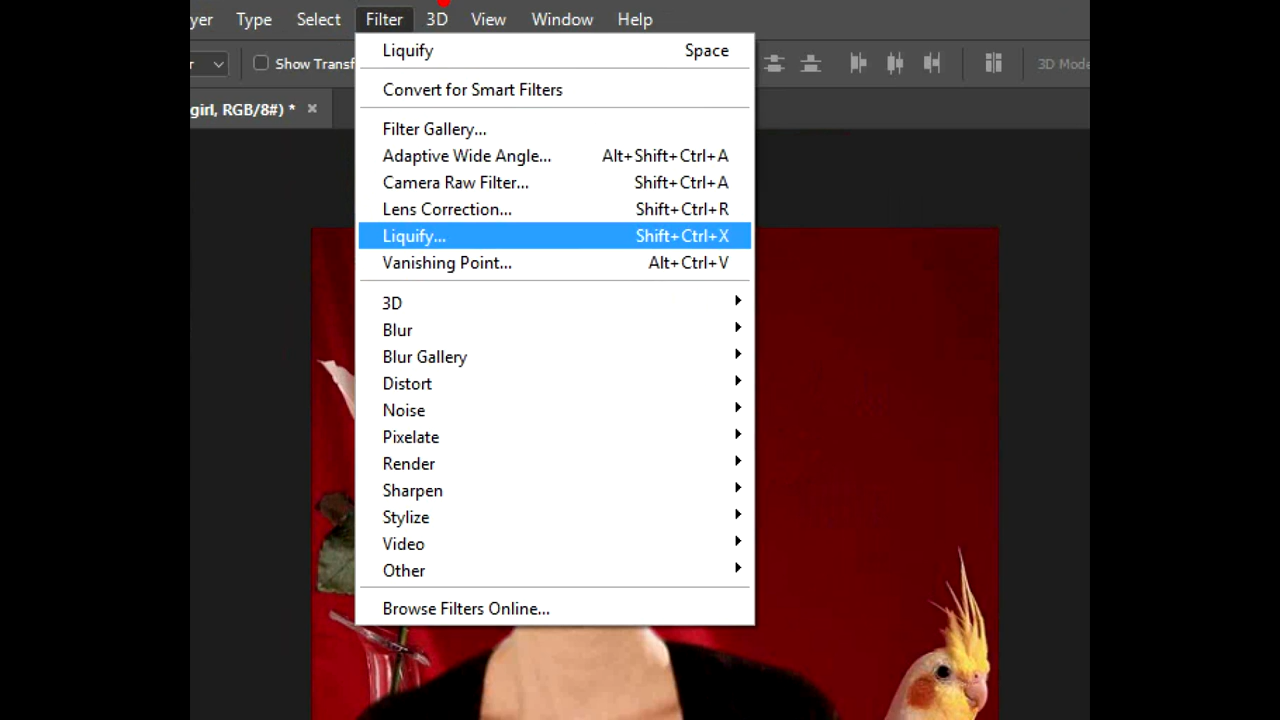 yer Type Select Filter 3D View Window Help
r Show Transf 3D Mode
girl, RGB/8#) * ×
Liquify Space
Convert for Smart Filters
Filter Gallery...
Adaptive Wide Angle... Alt+Shift+Ctrl+A
Camera Raw Filter... Shift+Ctrl+A
Lens Correction... Shift+Ctrl+R
Liquify... Shift+Ctrl+X
Vanishing Point... Alt+Ctrl+V
3D
Blur
Blur Gallery
Distort
Noise
Pixelate
Render
Sharpen
Stylize
Video
Other
Browse Filters Online...